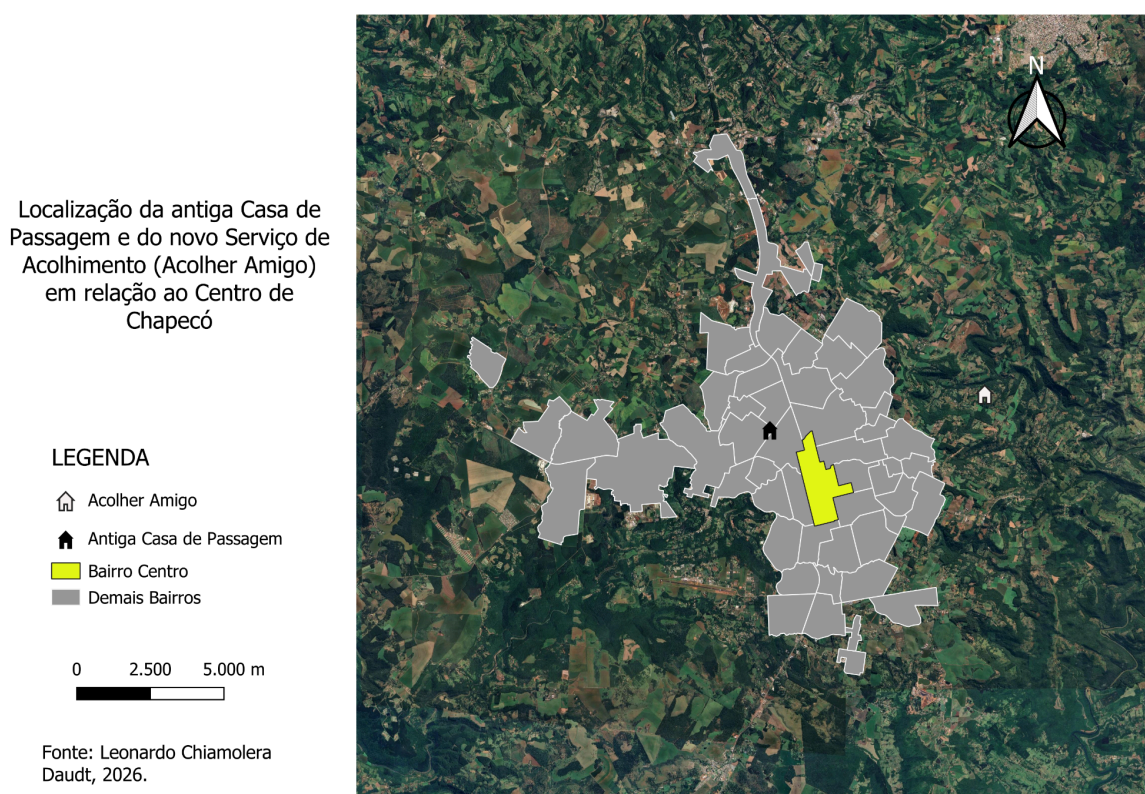 N
Localização da antiga Casa de
Passagem e do novo Serviço de
Acolhimento (Acolher Amigo)
em relação ao Centro de
Chapecó
LEGENDA
Acolher Amigo
Antiga Casa de Passagem
Bairro Centro
Demais Bairros
0 2.500 5.000 m
Fonte: Leonardo Chiamolera
Daudt, 2026.